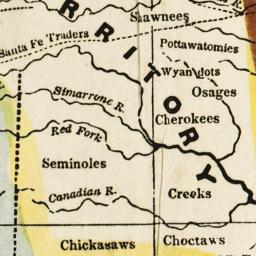 RRITORY
Shawnees
Santa Fe Traders
Pottawatomies
Wyandots
Osages
Simarrone R.
Cherokees
Red Fork
Seminoles
Canadian R.
Creeks
Chickasaws
Choctaws